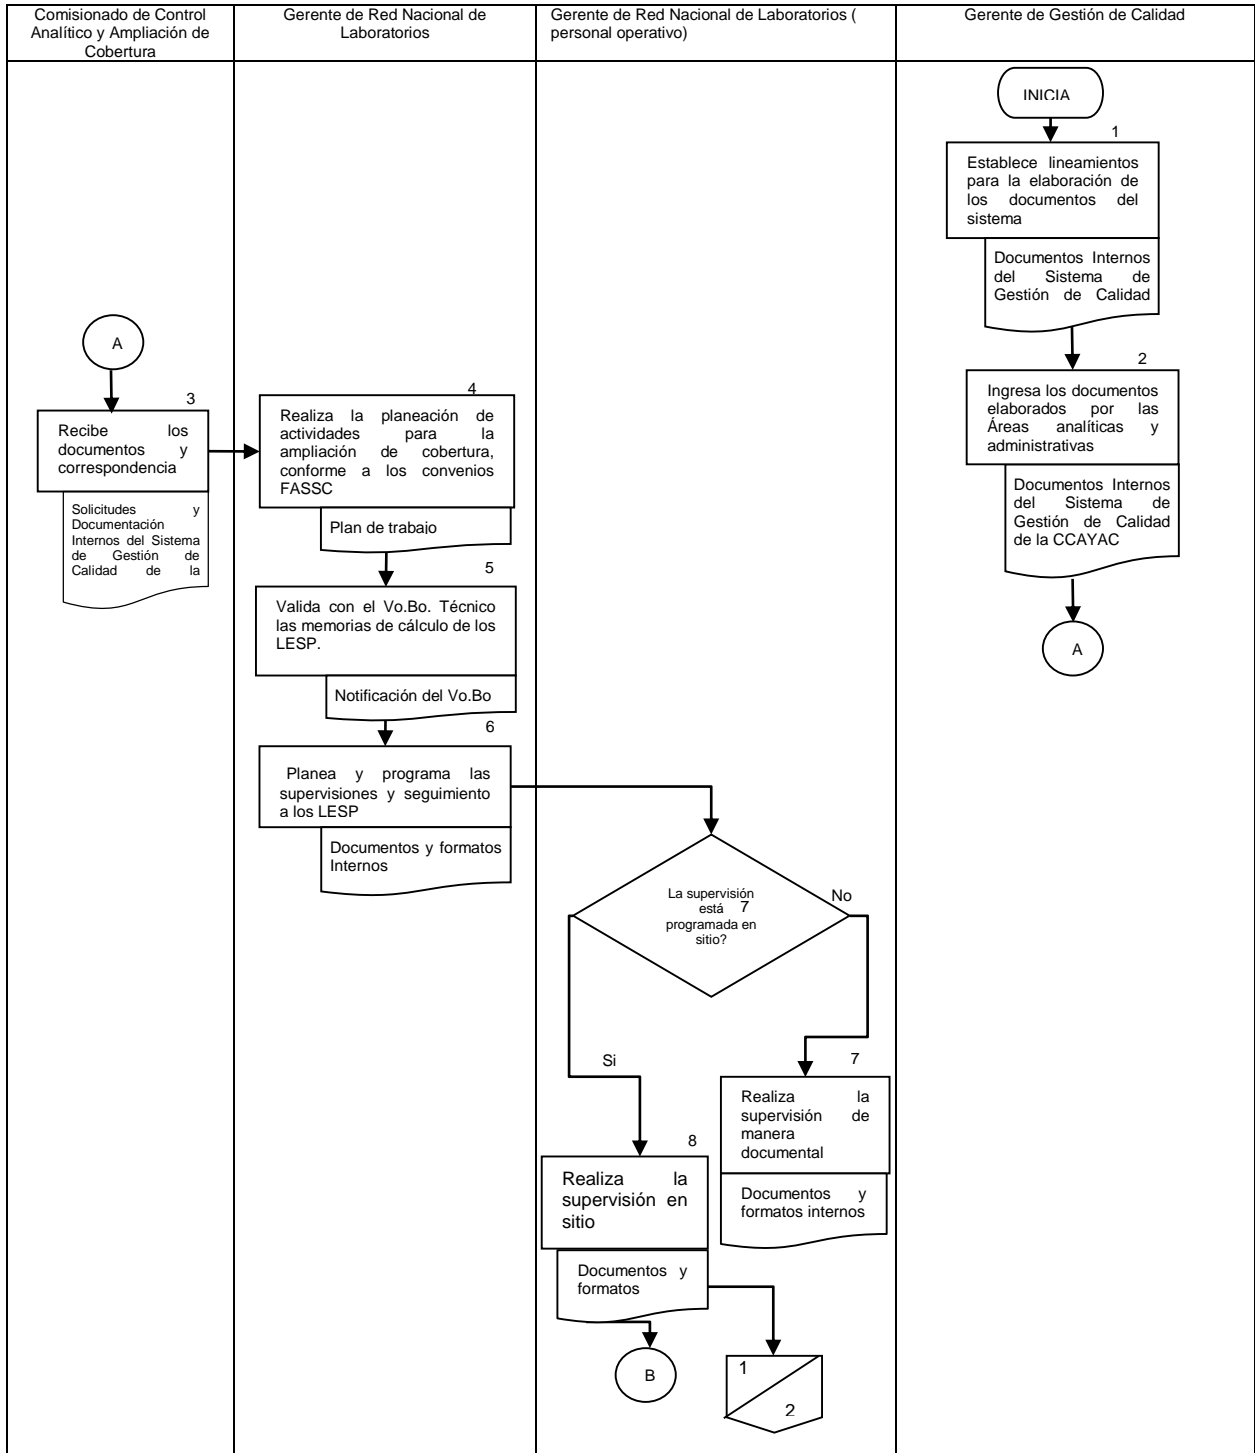 Comisionado de Control
Analítico y Ampliación de
Cobertura
Gerente de Red Nacional de
Laboratorios
Gerente de Red Nacional de Laboratorios (
personal operativo)
Gerente de Gestión de Calidad
INICIA
1
Establece lineamientos
para la elaboración de
los documentos del
sistema
Documentos Internos
del Sistema de
Gestión de Calidad
2
Ingresa los documentos
elaborados por las
Áreas analíticas y
administrativas
Documentos Internos
del Sistema de
Gestión de Calidad
de la CCAYAC
A
A
3
Recibe los
documentos y
correspondencia
Solicitudes y
Documentación
Internos del Sistema
de Gestión de
Calidad de la
4
Realiza la planeación de
actividades para la
ampliación de cobertura,
conforme a los convenios
FASSC
Plan de trabajo
5
Valida con el Vo.Bo. Técnico
las memorias de cálculo de los
LESP.
Notificación del Vo.Bo
6
Planea y programa las
supervisiones y seguimiento
a los LESP
Documentos y formatos
Internos
La supervisión
está 7
programada en
sitio?
No
Si
7
Realiza la
supervisión de
manera
documental
Documentos y
formatos internos
8
Realiza la
supervisión en
sitio
Documentos y
formatos
B
1
2